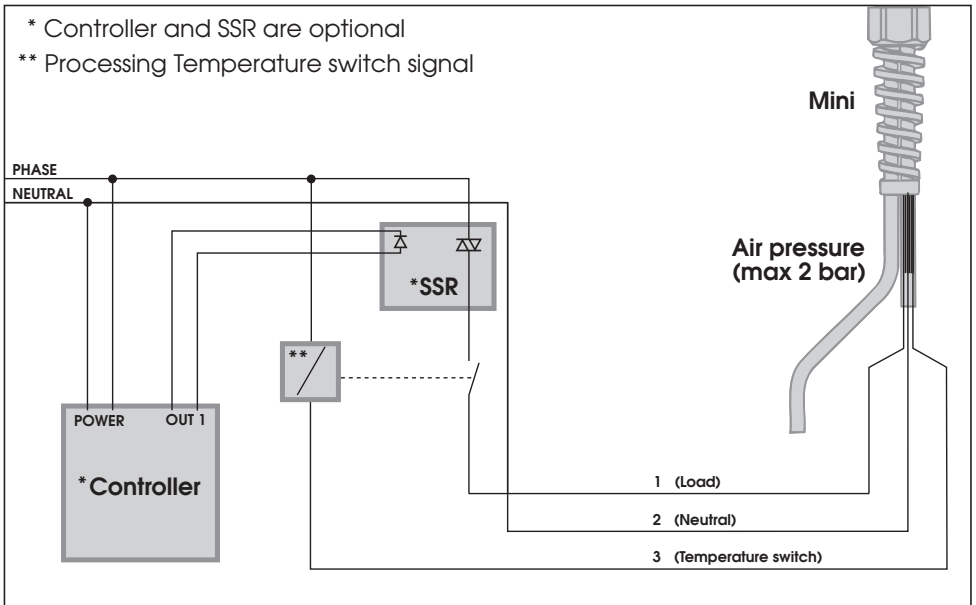 * Controller and SSR are optional
** Processing Temperature switch signal
Mini
PHASE
NEUTRAL
Air pressure
(max 2 bar)
*SSR
**
POWER OUT 1
*Controller
1 (Load)
2 (Neutral)
3 (Temperature switch)